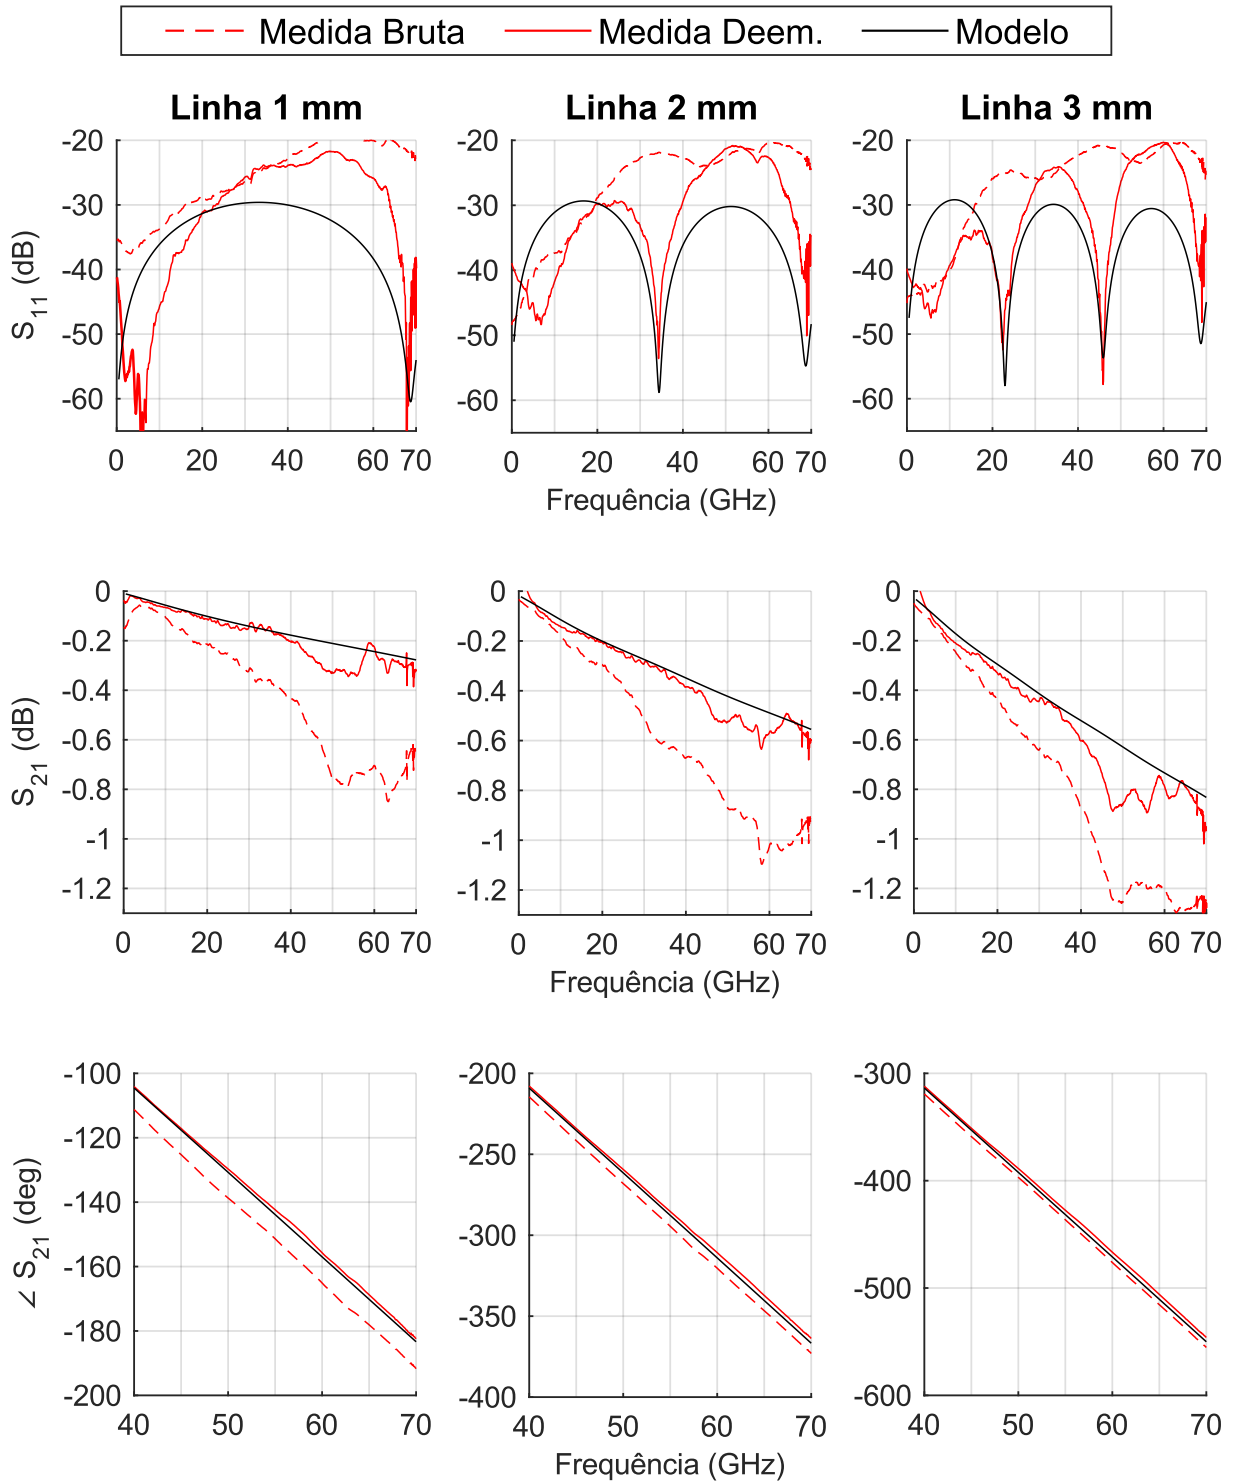 Medida Bruta Medida Deem. Modelo
Linha 1 mm Linha 2 mm Linha 3 mm
S11 (dB)
-20 -30 -40 -50 -60
0 20 40 60 70
-20 -30 -40 -50 -60
0 20 40 60 70
-20 -30 -40 -50 -60
0 20 40 60 70
Frequência (GHz)
S21 (dB)
0 -0.2 -0.4 -0.6 -0.8 -1 -1.2
0 20 40 60 70
0 -0.2 -0.4 -0.6 -0.8 -1 -1.2
0 20 40 60 70
0 -0.2 -0.4 -0.6 -0.8 -1 -1.2
0 20 40 60 70
Frequência (GHz)
∠ S21 (deg)
-100 -120 -140 -160 -180 -200
40 50 60 70
-200 -250 -300 -350 -400
40 50 60 70
-300 -400 -500 -600
40 50 60 70
Frequência (GHz)